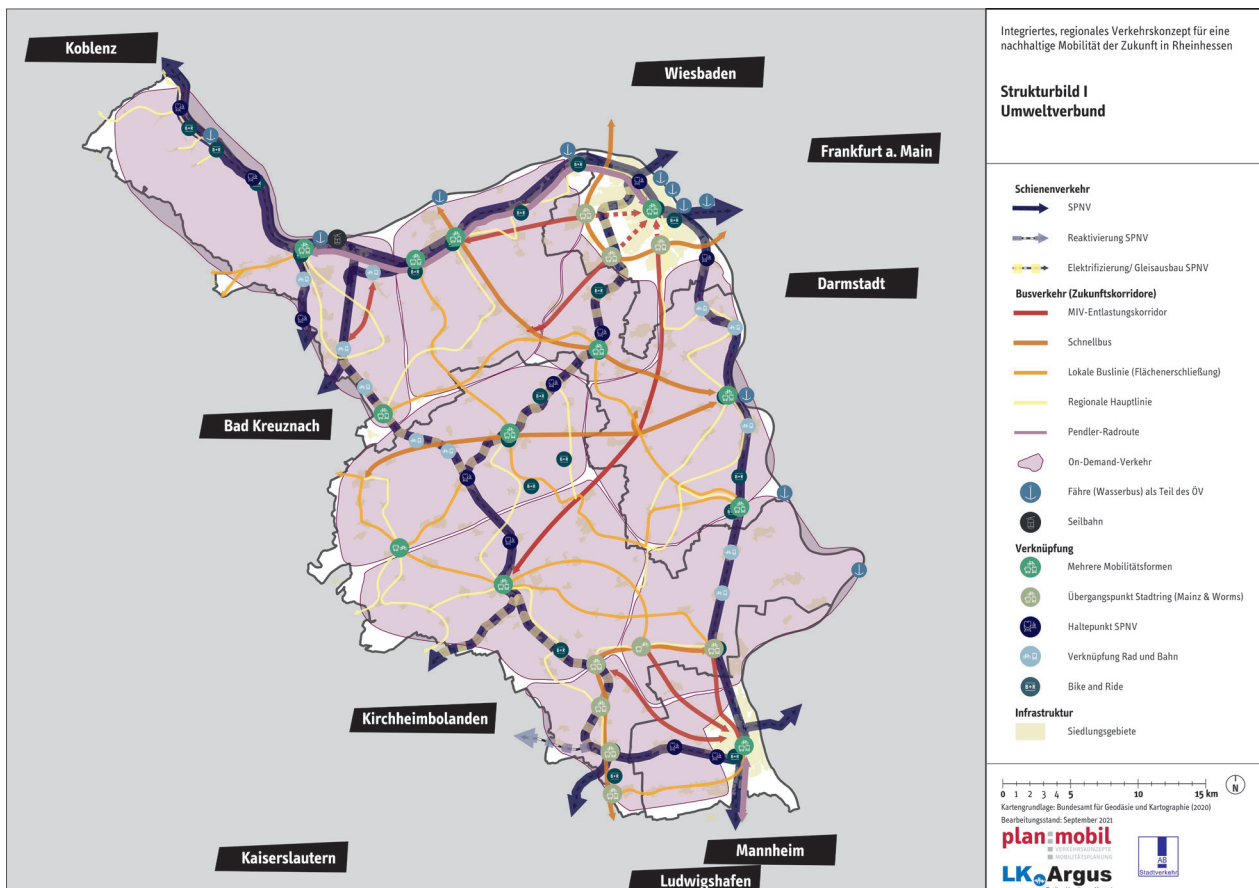 Koblenz
Wiesbaden
Frankfurt a. Main
Darmstadt
Bad Kreuznach
Kirchheimbolanden
Kaiserslautern
Mannheim
Ludwigshafen
Integriertes, regionales Verkehrskonzept für eine
nachhaltige Mobilität der Zukunft in Rheinhessen
Strukturbild I
Umweltverbund
Schienenverkehr
SPNV
Reaktivierung SPNV
Elektrifizierung/ Gleisausbau SPNV
Busverkehr (Zukunftskorridore)
MIV-Entlastungskorridor
Schnellbus
Lokale Buslinie (Flächenerschließung)
Regionale Hauptlinie
Pendler-Radroute
On-Demand-Verkehr
Fähre (Wasserbus) als Teil des ÖV
Seilbahn
Verknüpfung
Mehrere Mobilitätsformen
Übergangspunkt Stadtring (Mainz & Worms)
Haltepunkt SPNV
Verknüpfung Rad und Bahn
Bike and Ride
Infrastruktur
Siedlungsgebiete
0 1 2 3 4 5 10 15 km
N
Kartengrundlage: Bundesamt für Geodäsie und Kartographie (2020)
Bearbeitungsstand: September 2021
plan:mobil
VERKEHRSKONZEPTE
MOBILITÄTSPLANUNG
AB
Stadtverkehr
LK Argus